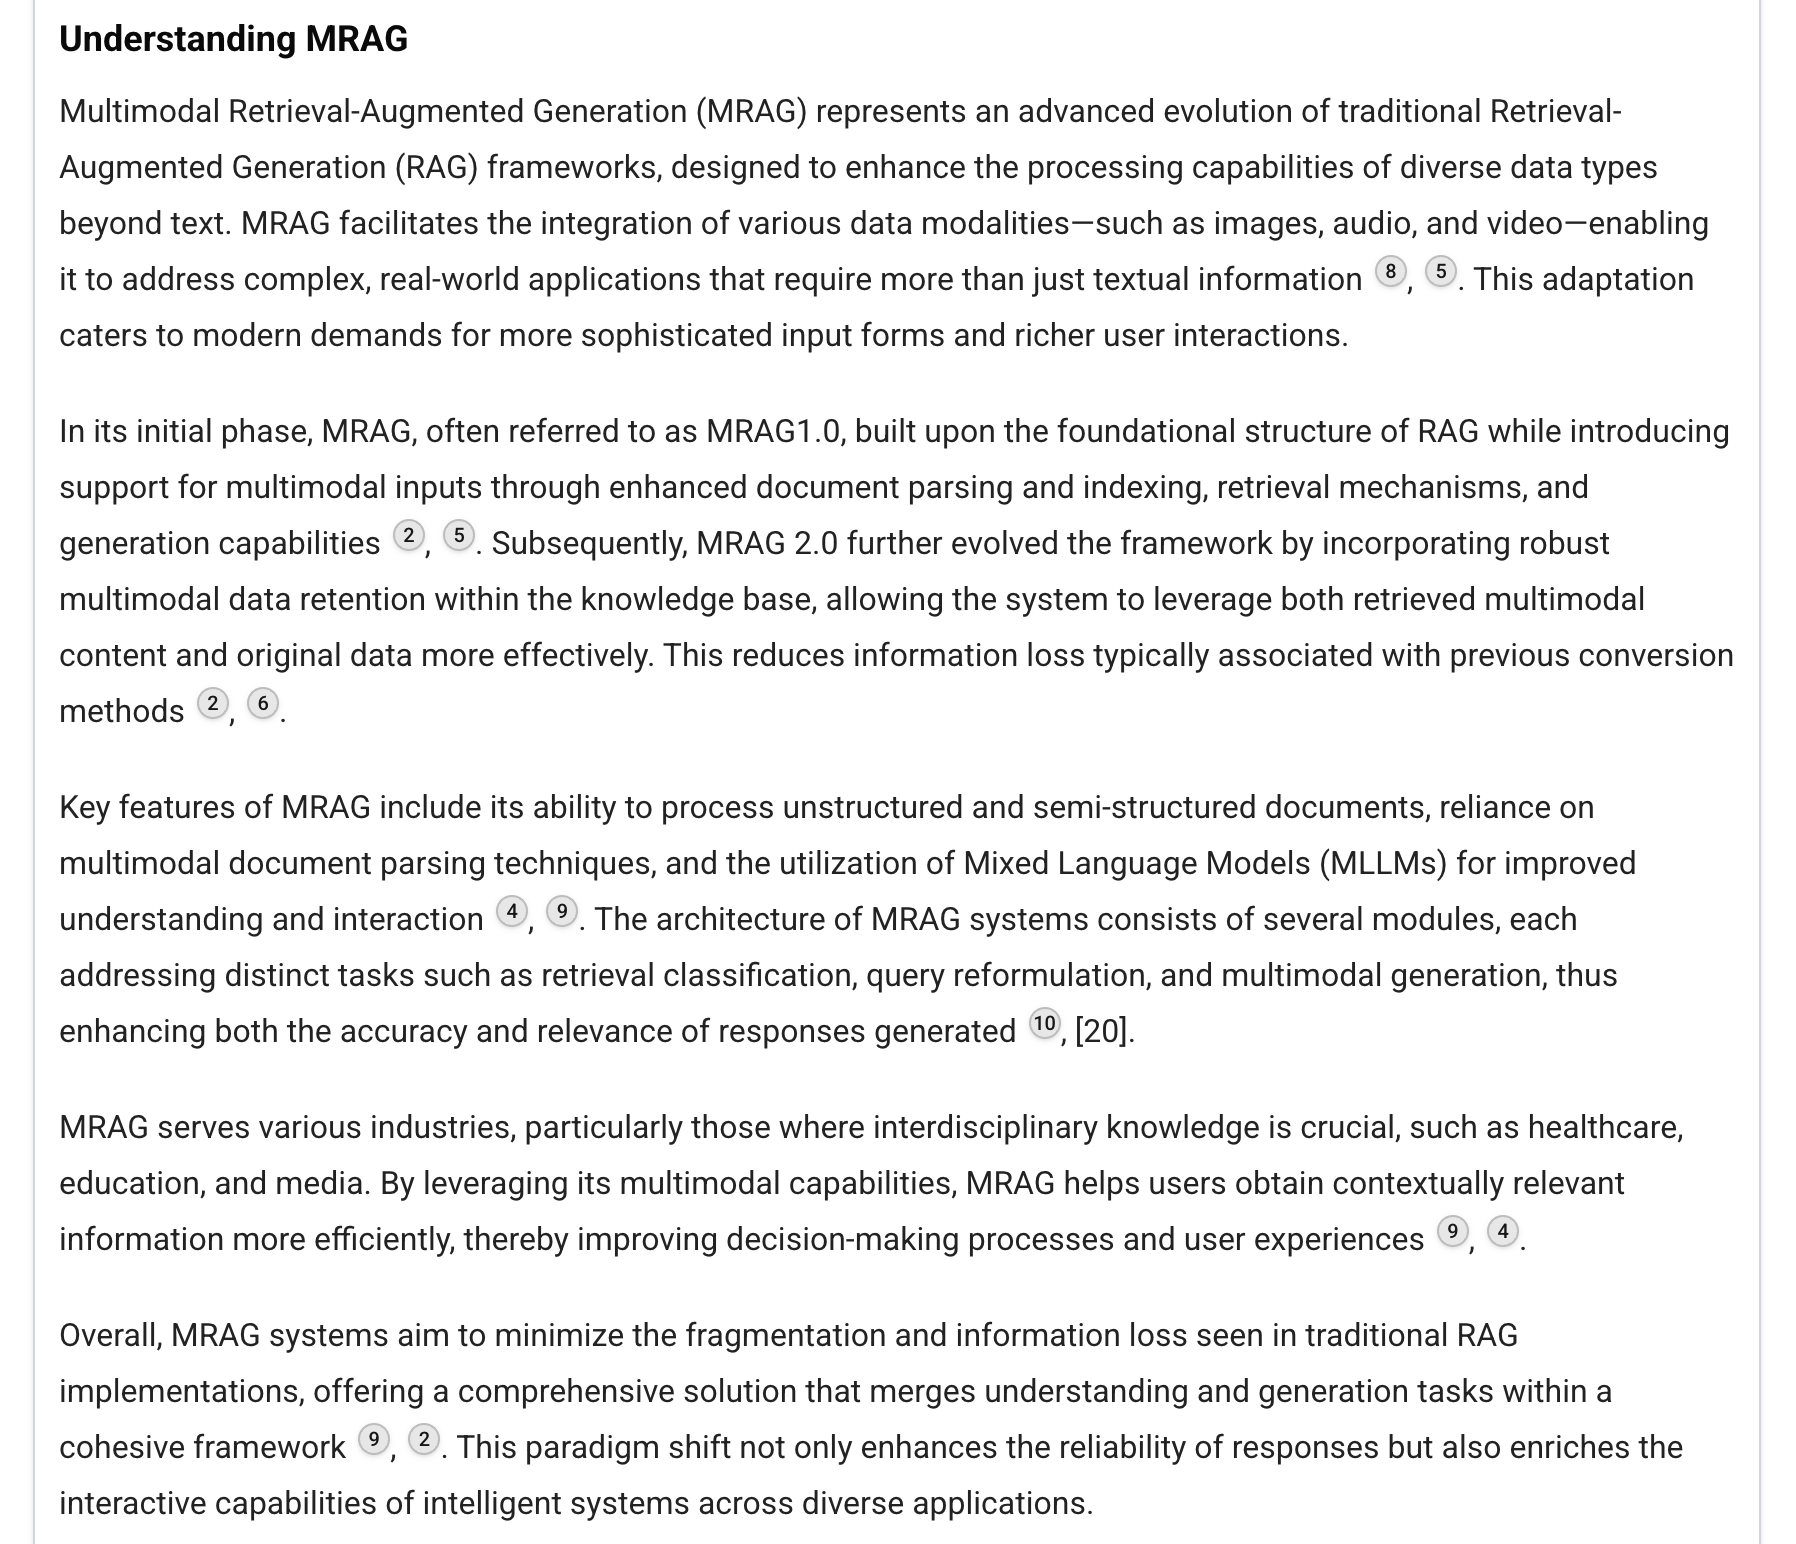 Understanding MRAG
Multimodal Retrieval-Augmented Generation (MRAG) represents an advanced evolution of traditional Retrieval-
Augmented Generation (RAG) frameworks, designed to enhance the processing capabilities of diverse data types
beyond text. MRAG facilitates the integration of various data modalities—such as images, audio, and video—enabling
it to address complex, real-world applications that require more than just textual information 8, 5. This adaptation
caters to modern demands for more sophisticated input forms and richer user interactions.
In its initial phase, MRAG, often referred to as MRAG1.0, built upon the foundational structure of RAG while introducing
support for multimodal inputs through enhanced document parsing and indexing, retrieval mechanisms, and
generation capabilities 2, 5. Subsequently, MRAG 2.0 further evolved the framework by incorporating robust
multimodal data retention within the knowledge base, allowing the system to leverage both retrieved multimodal
content and original data more effectively. This reduces information loss typically associated with previous conversion
methods 2, 6.
Key features of MRAG include its ability to process unstructured and semi-structured documents, reliance on
multimodal document parsing techniques, and the utilization of Mixed Language Models (MLLMs) for improved
understanding and interaction 4, 9. The architecture of MRAG systems consists of several modules, each
addressing distinct tasks such as retrieval classification, query reformulation, and multimodal generation, thus
enhancing both the accuracy and relevance of responses generated 10, [20].
MRAG serves various industries, particularly those where interdisciplinary knowledge is crucial, such as healthcare,
education, and media. By leveraging its multimodal capabilities, MRAG helps users obtain contextually relevant
information more efficiently, thereby improving decision-making processes and user experiences 9, 4.
Overall, MRAG systems aim to minimize the fragmentation and information loss seen in traditional RAG
implementations, offering a comprehensive solution that merges understanding and generation tasks within a
cohesive framework 9, 2. This paradigm shift not only enhances the reliability of responses but also enriches the
interactive capabilities of intelligent systems across diverse applications.